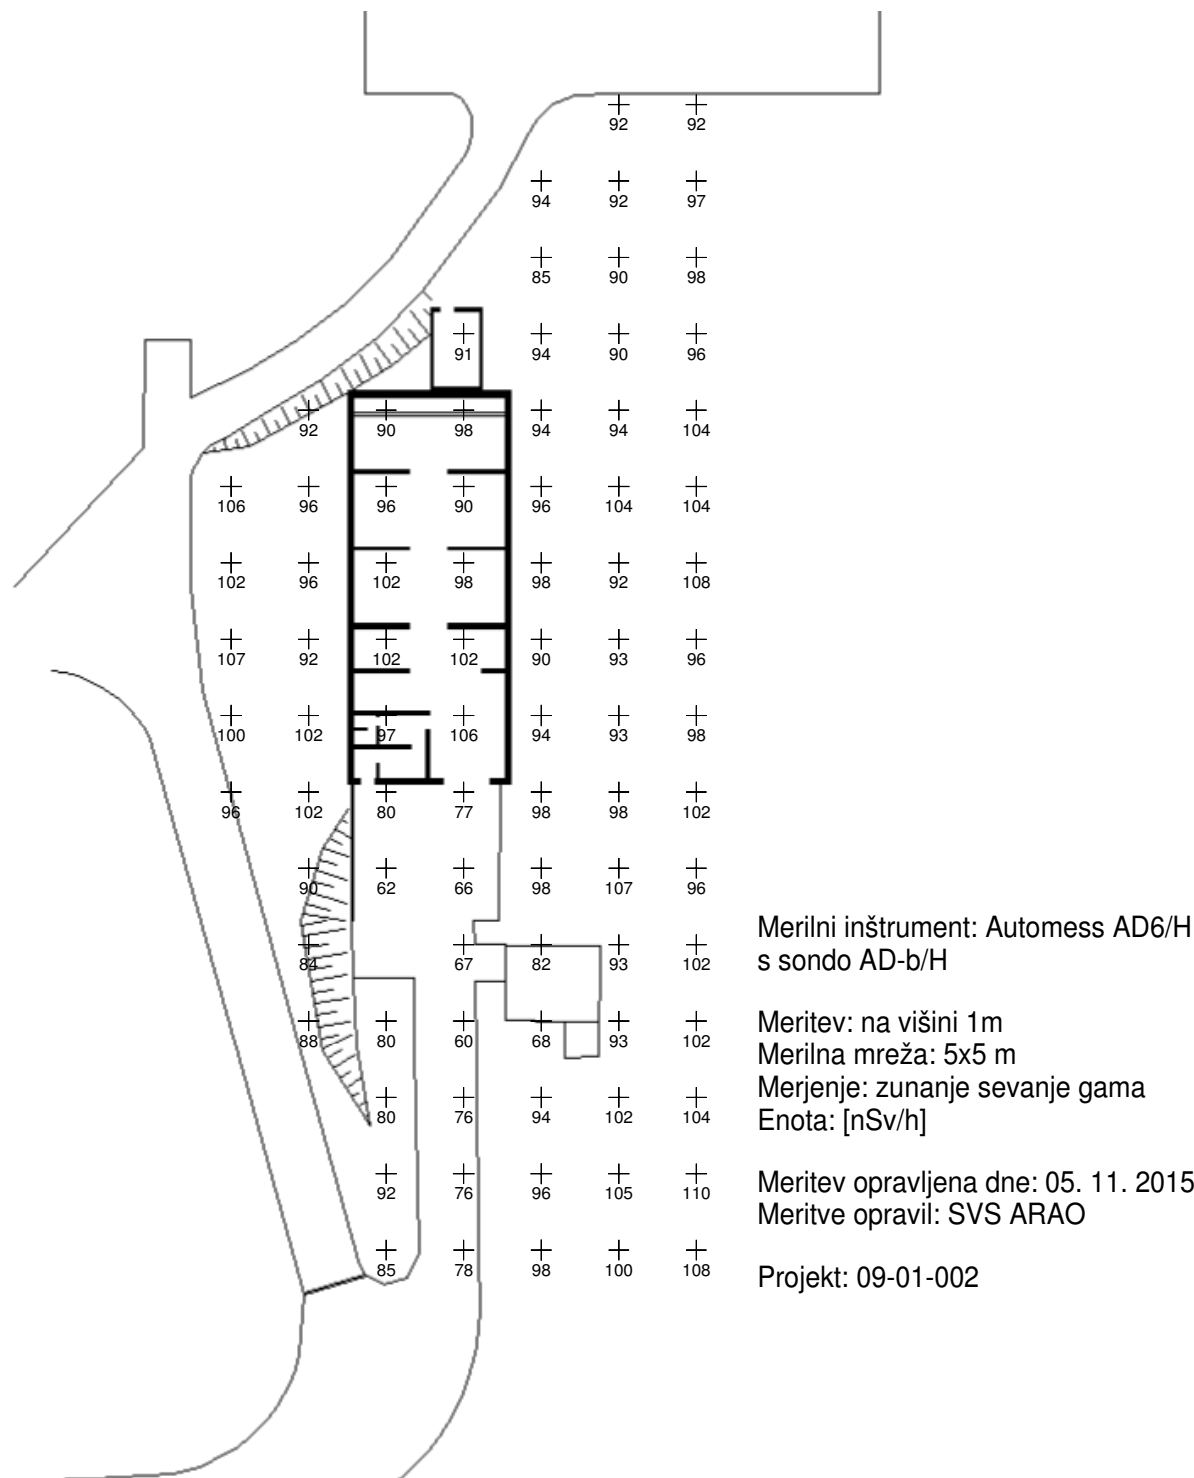 92 92
94 92 97
85 90 98
91 94 90 96
92 90 98 94 94 104
106 96 96 90 96 104 104
102 96 102 98 98 92 108
107 92 102 102 90 93 96
100 102 97 106 94 93 98
96 102 80 77 98 98 102
90 62 66 98 107 96
84 67 82 93 102
88 80 60 68 93 102
80 76 94 102 104
92 76 96 105 110
85 78 98 100 108
Merilni inštrument: Automess AD6/H
s sondo AD-b/H
Meritev: na višini 1m
Merilna mreža: 5x5 m
Merjenje: zunanje sevanje gama
Enota: [nSv/h]
Meritev opravljena dne: 05. 11. 2015
Meritve opravil: SVS ARAO
Projekt: 09-01-002